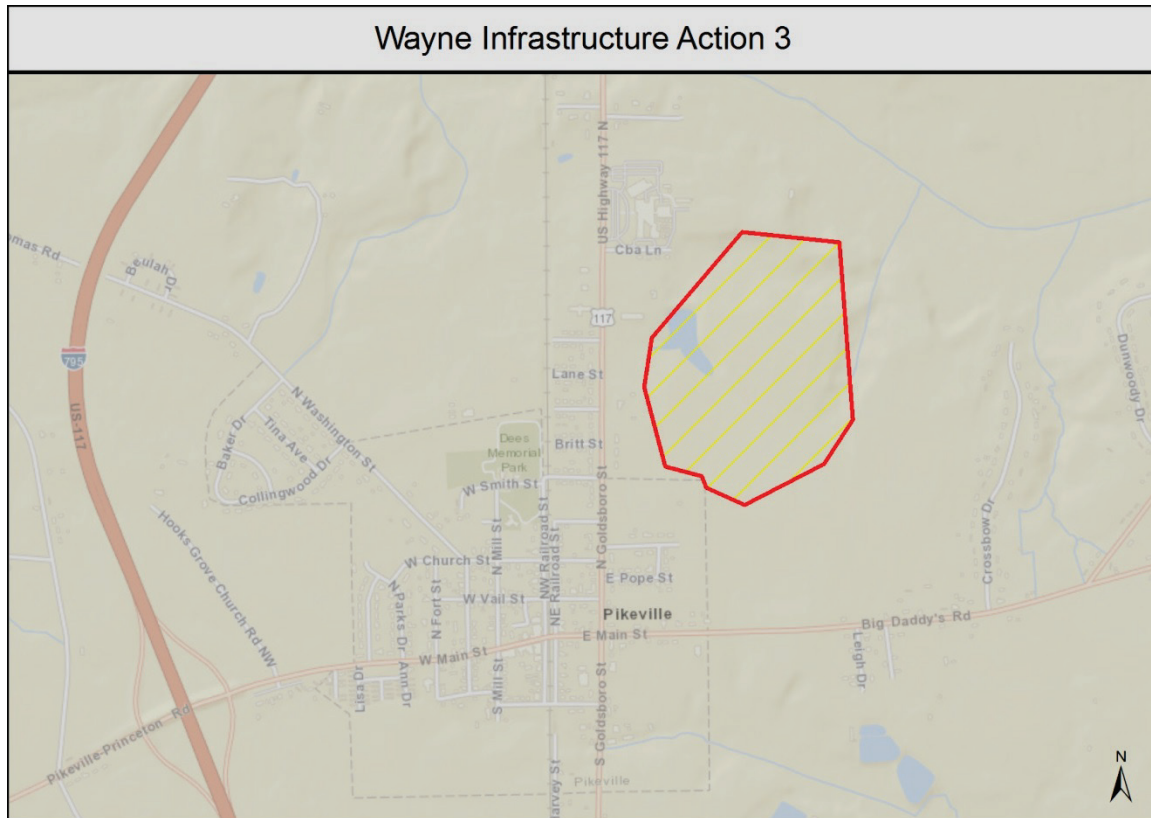 Wayne Infrastructure Action 3
US Highway 117 N
Cba Ln
omas Rd
Beulah Dr
117
795
US-117
Lane St
Dunwoody Dr
N Washington St
Baker Dr
Tina Ave
Dees
Memorial
Park
Britt St
Collingwood Dr
W Smith St
N Goldsboro St
Hooks Grove Church Rd NW
N Mill St
NW Railroad St
NE Railroad St
Crossbow Dr
W Church St
E Pope St
N Parks Dr
N Fort St
W Vail St
Pikeville
Big Daddy's Rd
E Main St
W Main St
Leigh Dr
Lisa Dr
Ann Dr
S Mill St
S Goldsboro St
Pikeville-Princeton Rd
Harvey St
Pikeville
N